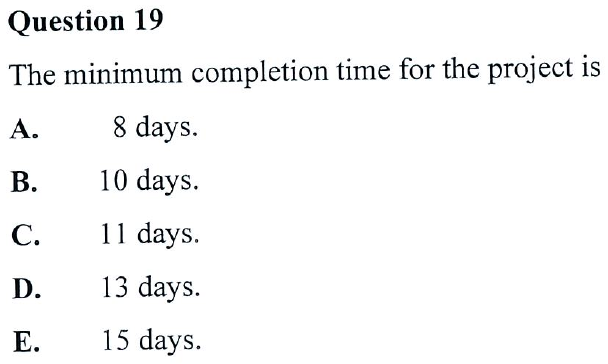 Question 19
The minimum completion time for the project is
A. 8 days.
B. 10 days.
C. 11 days.
D. 13 days.
E. 15 days.